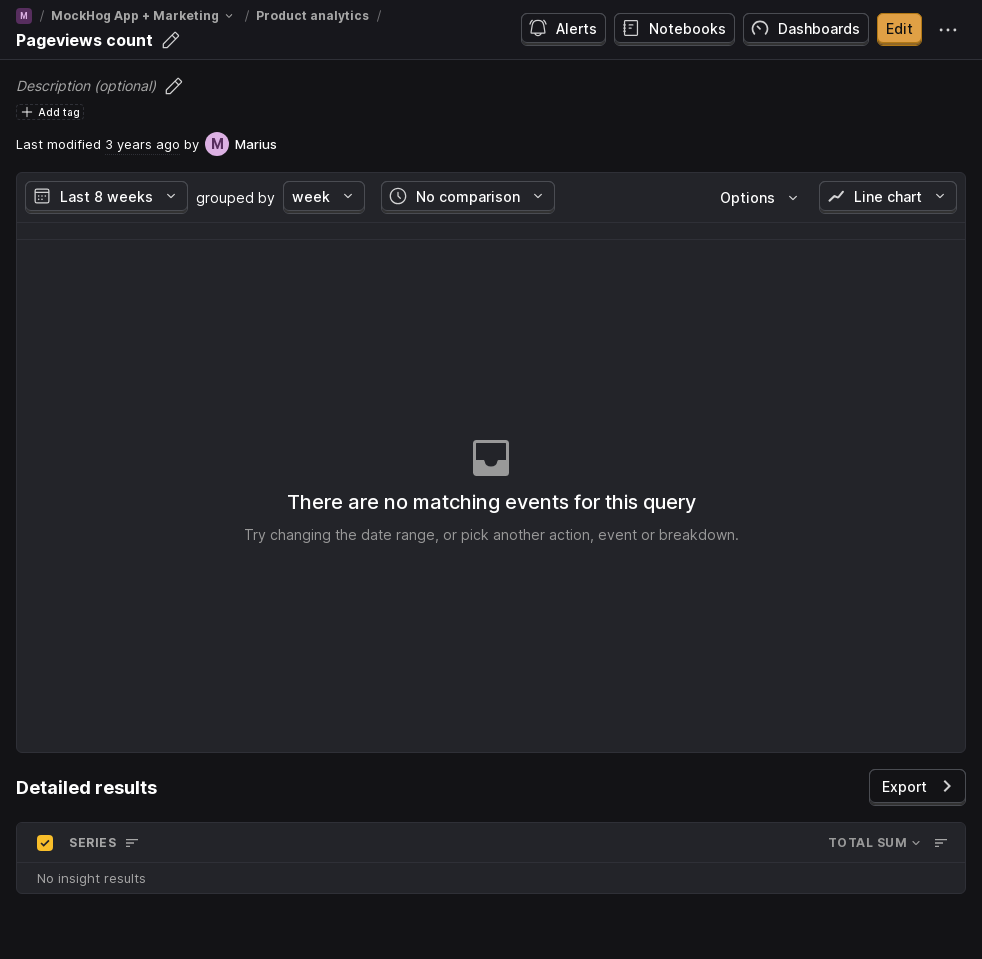 M / MockHog App + Marketing / Product analytics /
Pageviews count
Alerts Notebooks Dashboards Edit
Description (optional)
Add tag
Last modified 3 years ago by M Marius
Last 8 weeks grouped by week No comparison Options Line chart
There are no matching events for this query
Try changing the date range, or pick another action, event or breakdown.
Detailed results Export
SERIES TOTAL SUM
No insight results